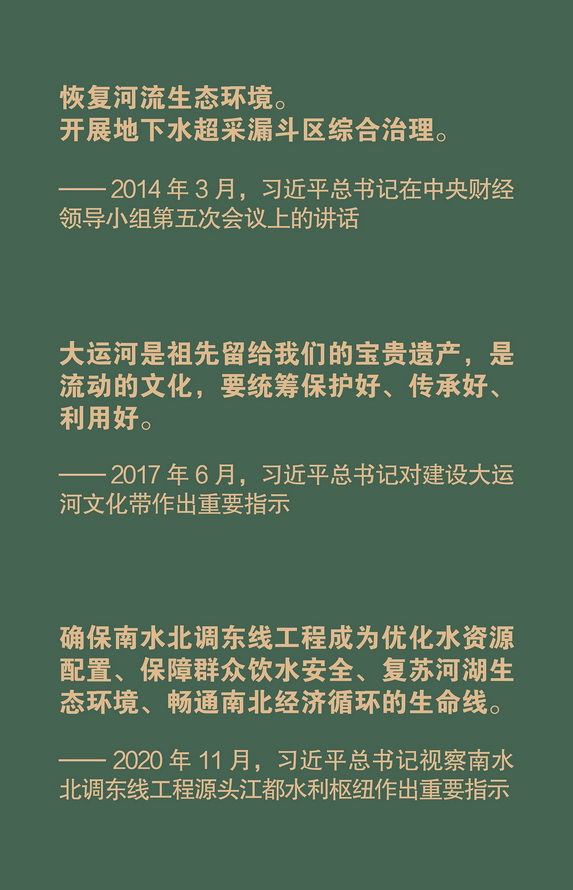 恢复河流生态环境。
开展地下水超采漏斗区综合治理。
—— 2014 年 3 月，习近平总书记在中央财经
领导小组第五次会议上的讲话
大运河是祖先留给我们的宝贵遗产，是
流动的文化，要统筹保护好、传承好、
利用好。
—— 2017 年 6 月，习近平总书记对建设大运
河文化带作出重要指示
确保南水北调东线工程成为优化水资源
配置、保障群众饮水安全、复苏河湖生
态环境、畅通南北经济循环的生命线。
—— 2020 年 11 月，习近平总书记视察南水
北调东线工程源头江都水利枢纽作出重要指示